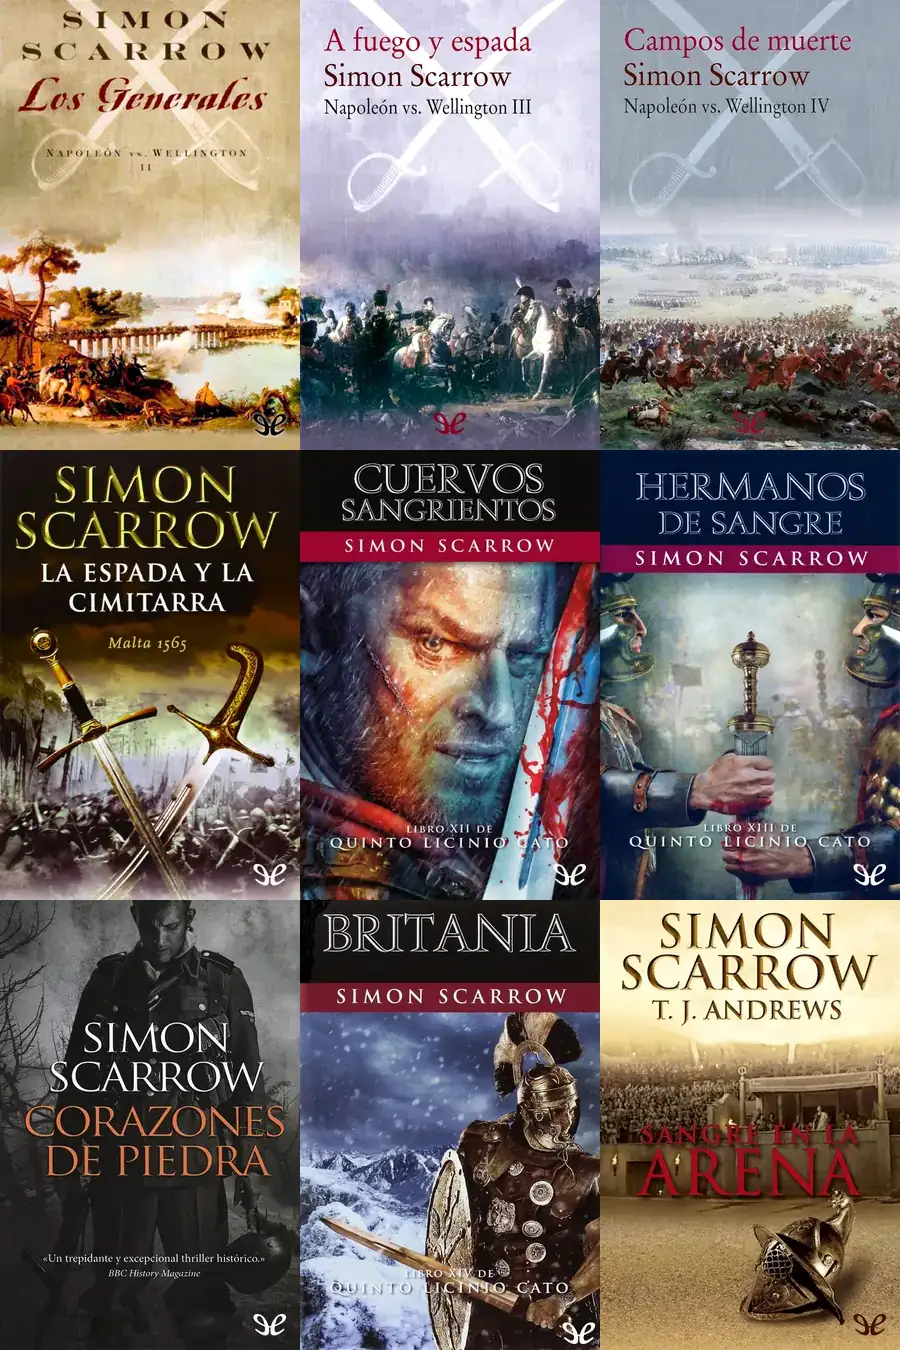 SIMON
SCARROW
Los Generales
NAPOLEÓN VS. WELLINGTON
II
A fuego y espada
Simon Scarrow
Napoleón vs. Wellington III
Campos de muerte
Simon Scarrow
Napoleón vs. Wellington IV
SIMON
SCARROW
LA ESPADA Y LA
CIMITARRA
Malta 1565
CUERVOS
SANGRIENTOS
SIMON SCARROW
LIBRO XII DE
QUINTO LICINIO CATO
HERMANOS
DE SANGRE
SIMON SCARROW
LIBRO XIII DE
QUINTO LICINIO CATO
SIMON
SCARROW
CORAZONES
DE PIEDRA
«Un trepidante y excepcional thriller histórico.»
BBC History Magazine
BRITANIA
SIMON SCARROW
LIBRO XIV DE
QUINTO LICINIO CATO
SIMON
SCARROW
T. J. ANDREWS
SANGRE EN LA
ARENA